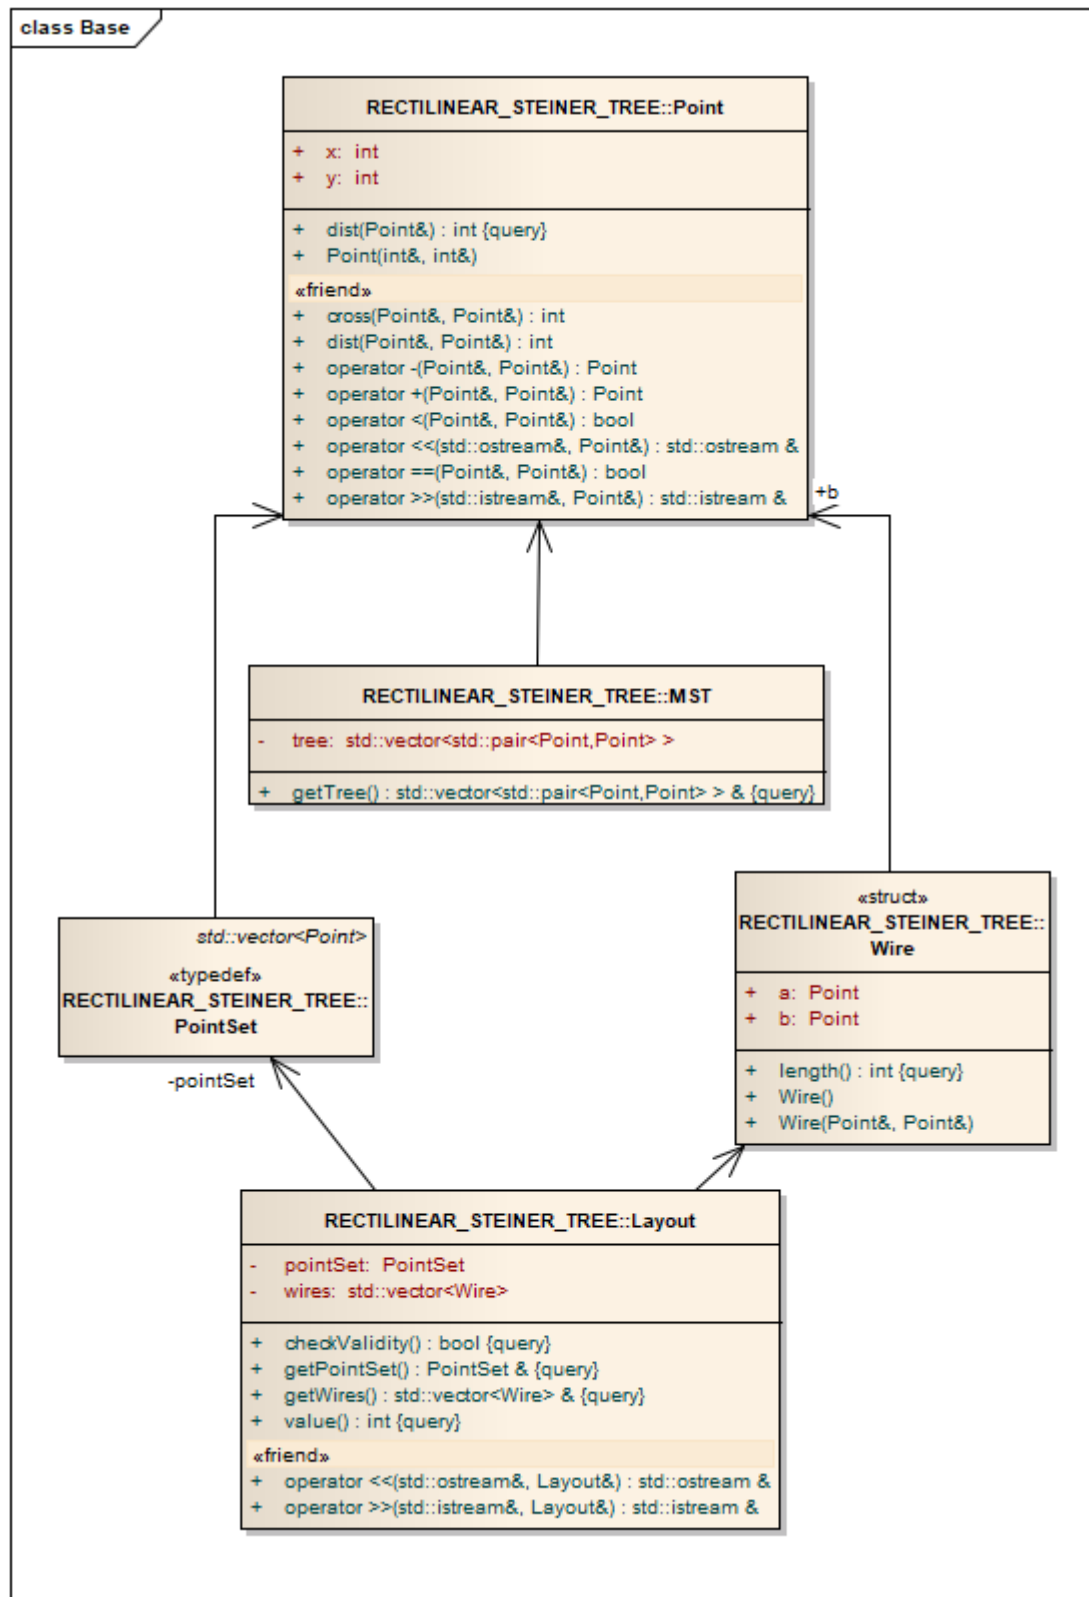 class Base
RECTILINEAR_STEINER_TREE::Point
+ x: int
+ y: int
+ dist(Point&) : int {query}
+ Point(int&, int&)
«friend»
+ cross(Point&, Point&) : int
+ dist(Point&, Point&) : int
+ operator -(Point&, Point&) : Point
+ operator +(Point&, Point&) : Point
+ operator <(Point&, Point&) : bool
+ operator <<(std::ostream&, Point&) : std::ostream &
+ operator ==(Point&, Point&) : bool
+ operator >>(std::istream&, Point&) : std::istream &
+b
RECTILINEAR_STEINER_TREE::MST
- tree: std::vector<std::pair<Point,Point> >
+ getTree() : std::vector<std::pair<Point,Point> > & {query}
std::vector<Point>
«typedef»
RECTILINEAR_STEINER_TREE::
PointSet
-pointSet
«struct»
RECTILINEAR_STEINER_TREE::
Wire
+ a: Point
+ b: Point
+ length() : int {query}
+ Wire()
+ Wire(Point&, Point&)
RECTILINEAR_STEINER_TREE::Layout
- pointSet: PointSet
- wires: std::vector<Wire>
+ checkValidity() : bool {query}
+ getPointSet() : PointSet & {query}
+ getWires() : std::vector<Wire> & {query}
+ value() : int {query}
«friend»
+ operator <<(std::ostream&, Layout&) : std::ostream &
+ operator >>(std::istream&, Layout&) : std::istream &